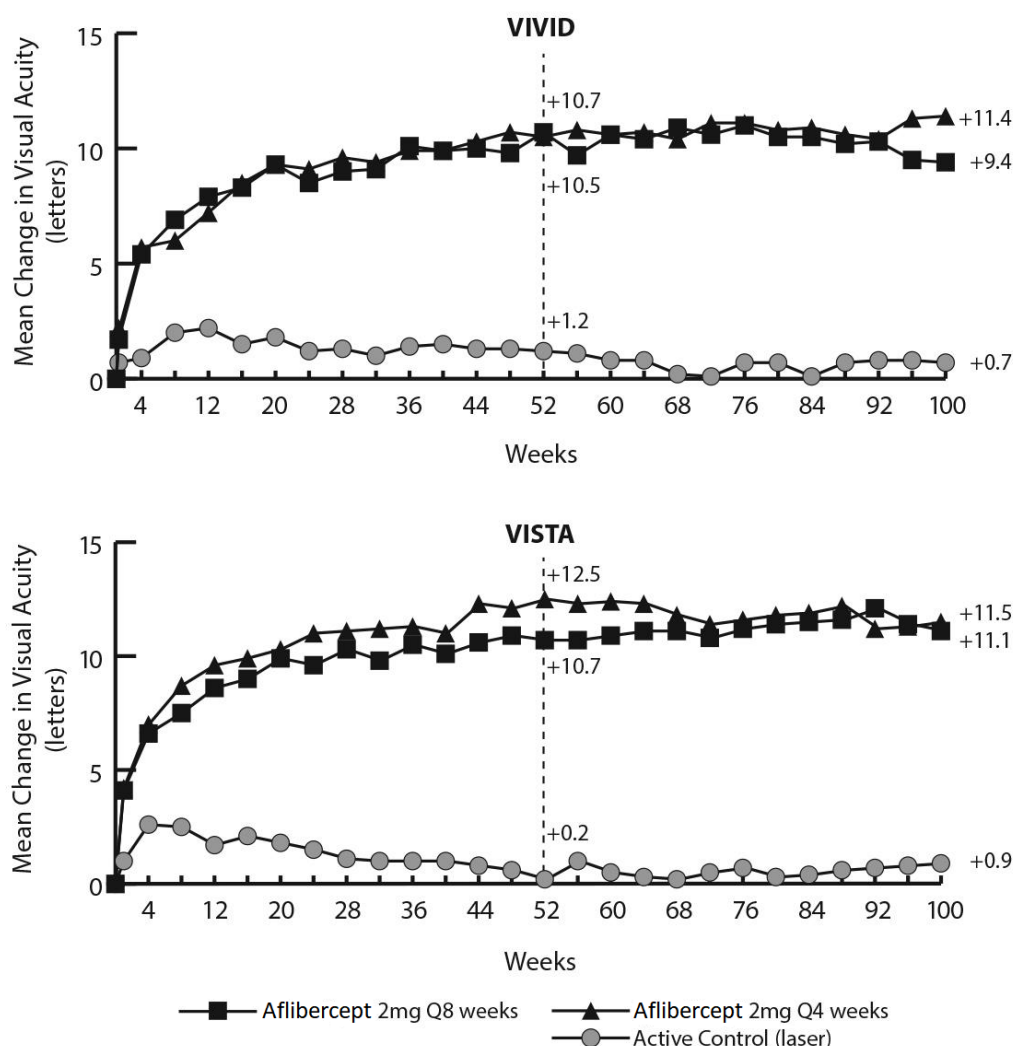 VIVID
15
10
5
0
Mean Change in Visual Acuity
(letters)
+10.7
+10.5
+1.2
+11.4
+9.4
+0.7
4 12 20 28 36 44 52 60 68 76 84 92 100
Weeks
VISTA
15
10
5
0
Mean Change in Visual Acuity
(letters)
+12.5
+10.7
+0.2
+11.5
+11.1
+0.9
4 12 20 28 36 44 52 60 68 76 84 92 100
Weeks
Aflibercept 2mg Q8 weeks
Aflibercept 2mg Q4 weeks
Active Control (laser)